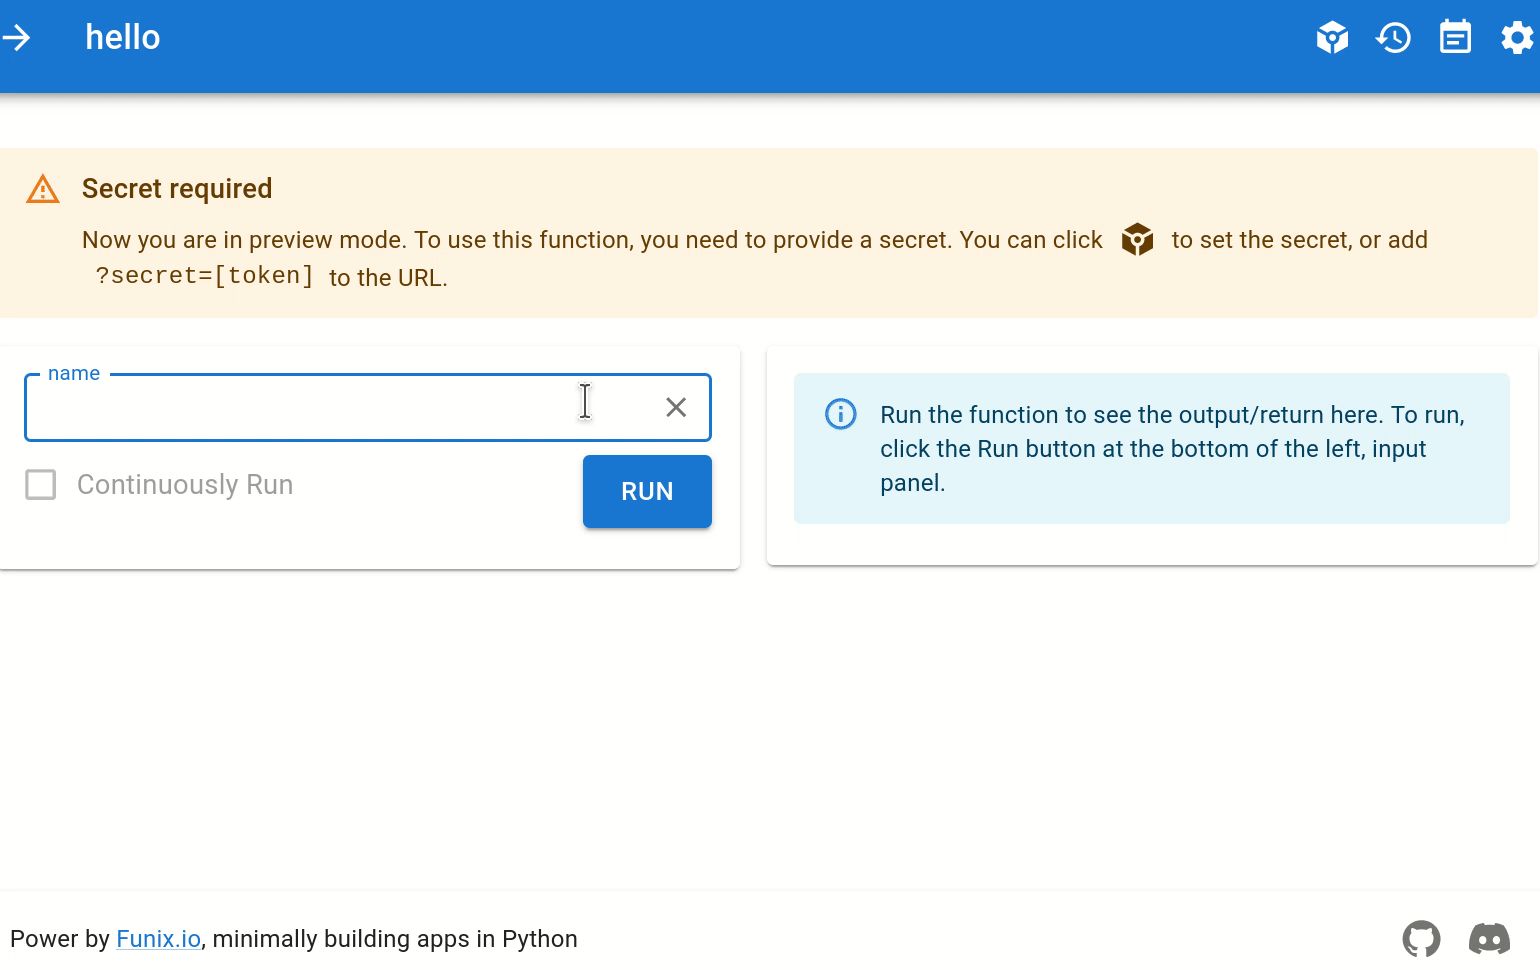 hello
Secret required
Now you are in preview mode. To use this function, you need to provide a secret. You can click to set the secret, or add
?secret=[token] to the URL.
name
Continuously Run
RUN
Run the function to see the output/return here. To run,
click the Run button at the bottom of the left, input
panel.
Power by Funix.io, minimally building apps in Python